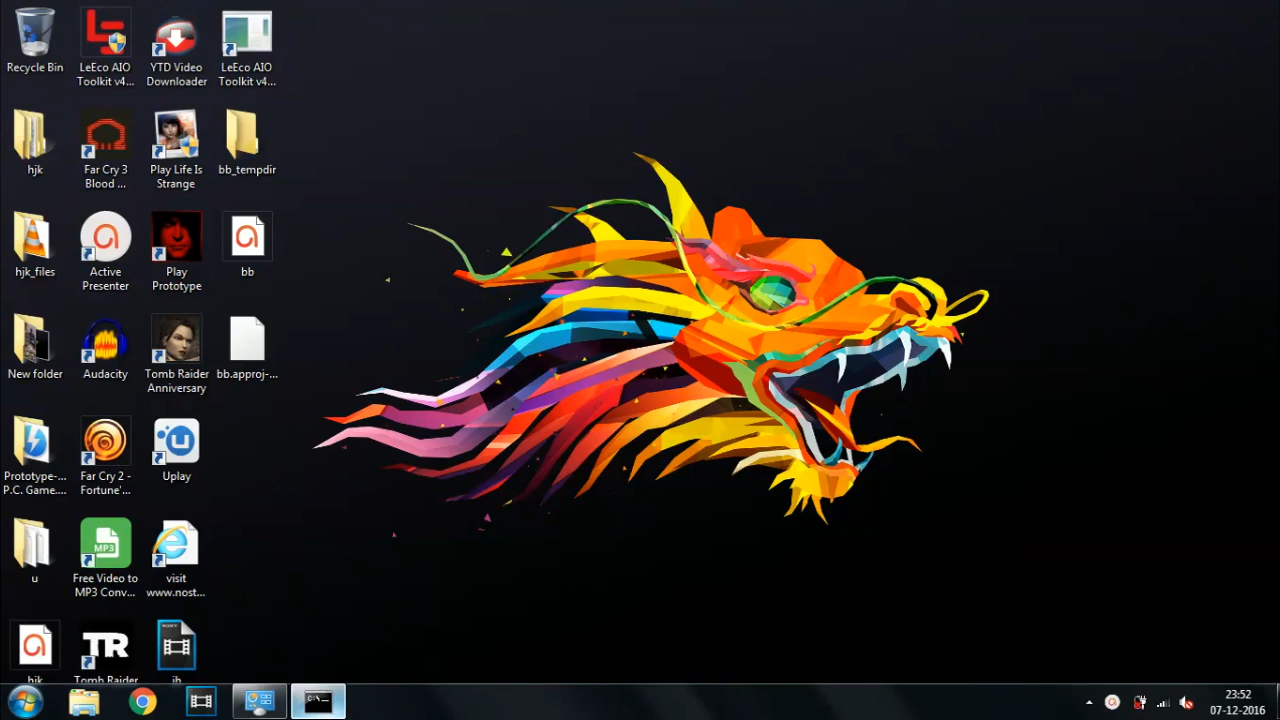 Recycle Bin
LeEco AIO
Toolkit v4...
YTD Video
Downloader
LeEco AIO
Toolkit v4...
hjk
Far Cry 3
Blood ...
Play Life Is
Strange
bb_tempdir
hjk_files
Active
Presenter
Play
Prototype
bb
New folder
Audacity
Tomb Raider
Anniversary
bb.approj-...
Prototype-...
P.C. Game....
Far Cry 2 -
Fortune'...
Uplay
u
MP3
Free Video to
MP3 Conv...
visit
www.nost...
hjk
TR
Tomb Raider
SONY
jh
C:\
23:52
07-12-2016